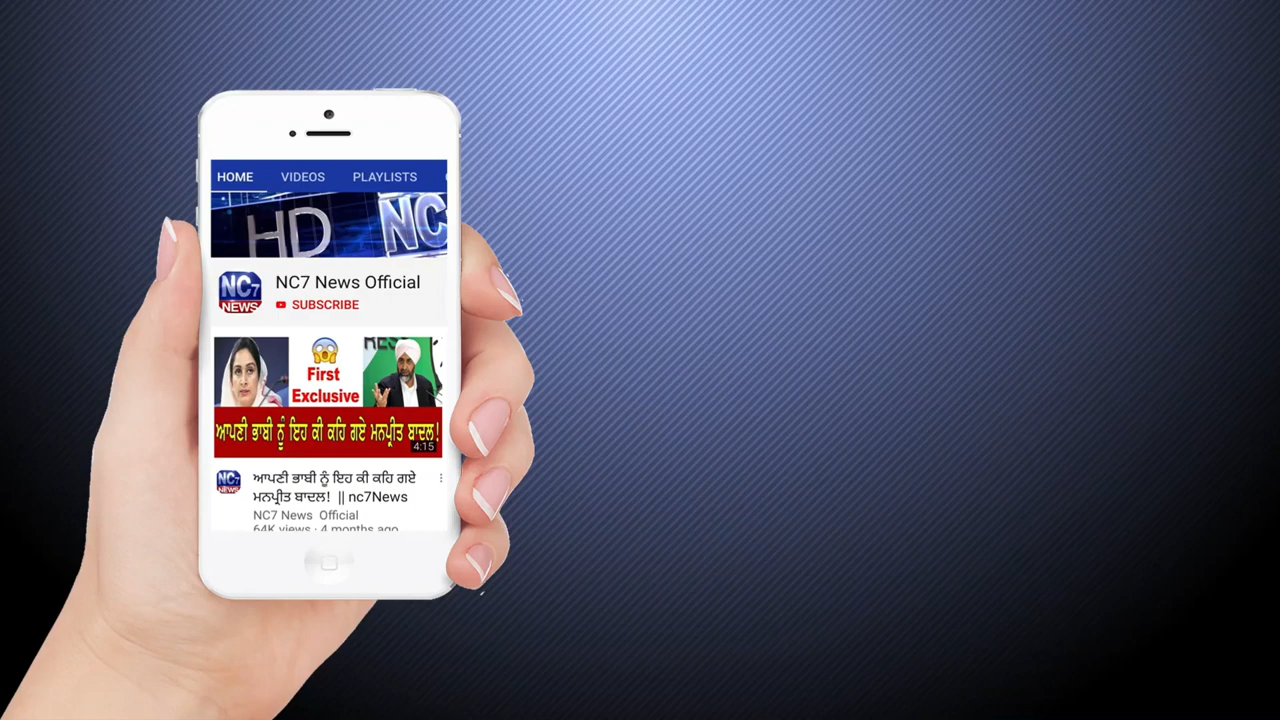 HOME VIDEOS PLAYLISTS
HD NC
NC7 News Official
NC7 NEWS
SUBSCRIBE
First
Exclusive
ਆਪਣੀ ਭਾਬੀ ਨੂੰ ਇਹ ਕੀ ਕਹਿ ਗਏ ਮਨਪ੍ਰੀਤ ਬਾਦਲ!
4:15
NC7 NEWS
ਆਪਣੀ ਭਾਬੀ ਨੂੰ ਇਹ ਕੀ ਕਹਿ ਗਏ
ਮਨਪ੍ਰੀਤ ਬਾਦਲ! || nc7News
NC7 News Official
64K views · 4 months ago